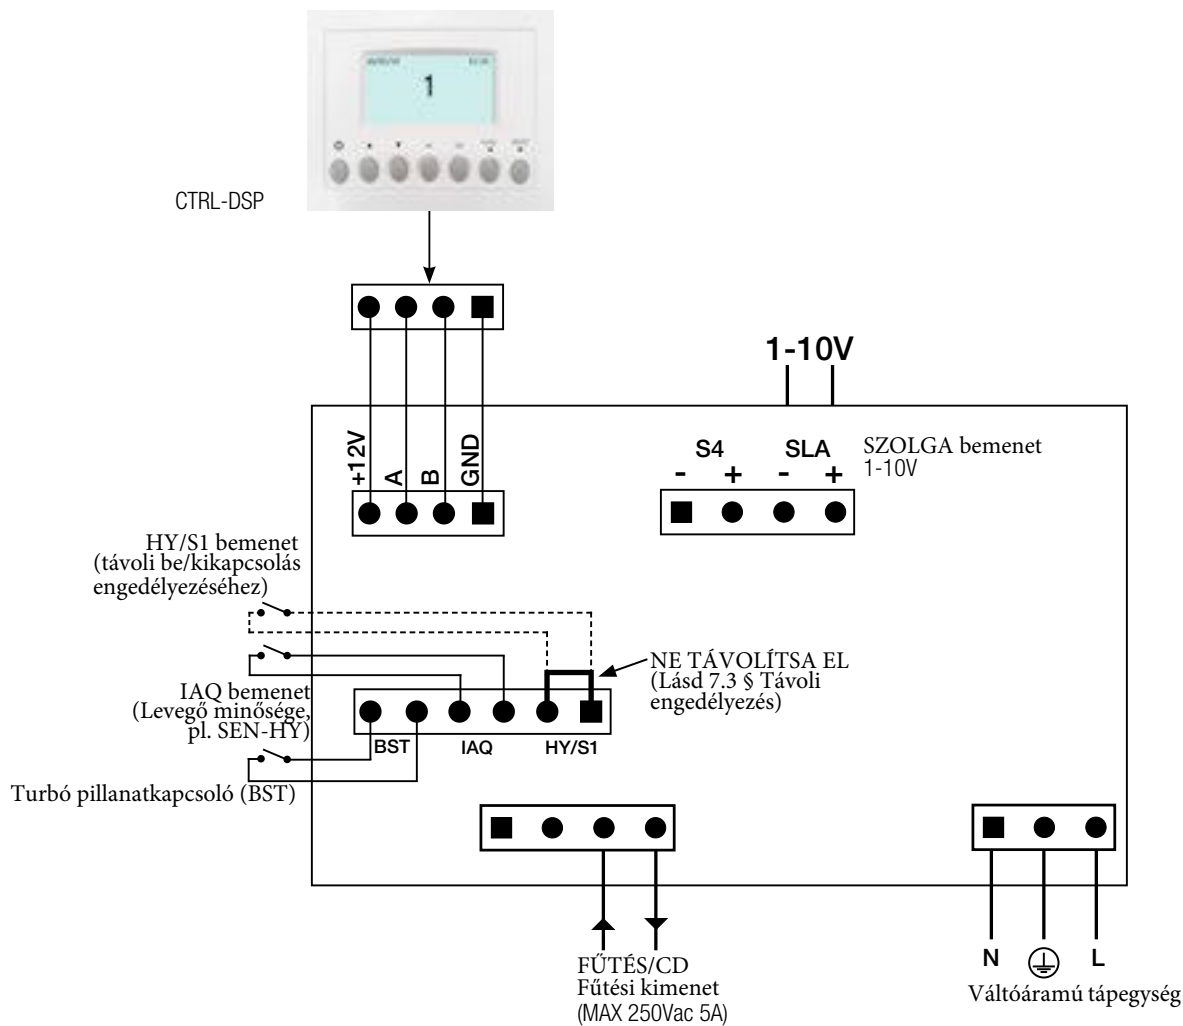 1
CTRL-DSP
1-10V
+12V
A
B
GND
S4
SLA
- + - +
SZOLGA bemenet
1-10V
HY/S1 bemenet
(távoli be/kikapcsolás
engedélyezéséhez)
NE TÁVOLÍTSA EL
(Lásd 7.3 § Távoli
engedélyezés)
IAQ bemenet
(Levegő minősége,
pl. SEN-HY)
BST
IAQ
HY/S1
Turbó pillanatkapcsoló (BST)
FŰTÉS/CD
Fűtési kimenet
(MAX 250Vac 5A)
N
L
Váltóáramú tápegység